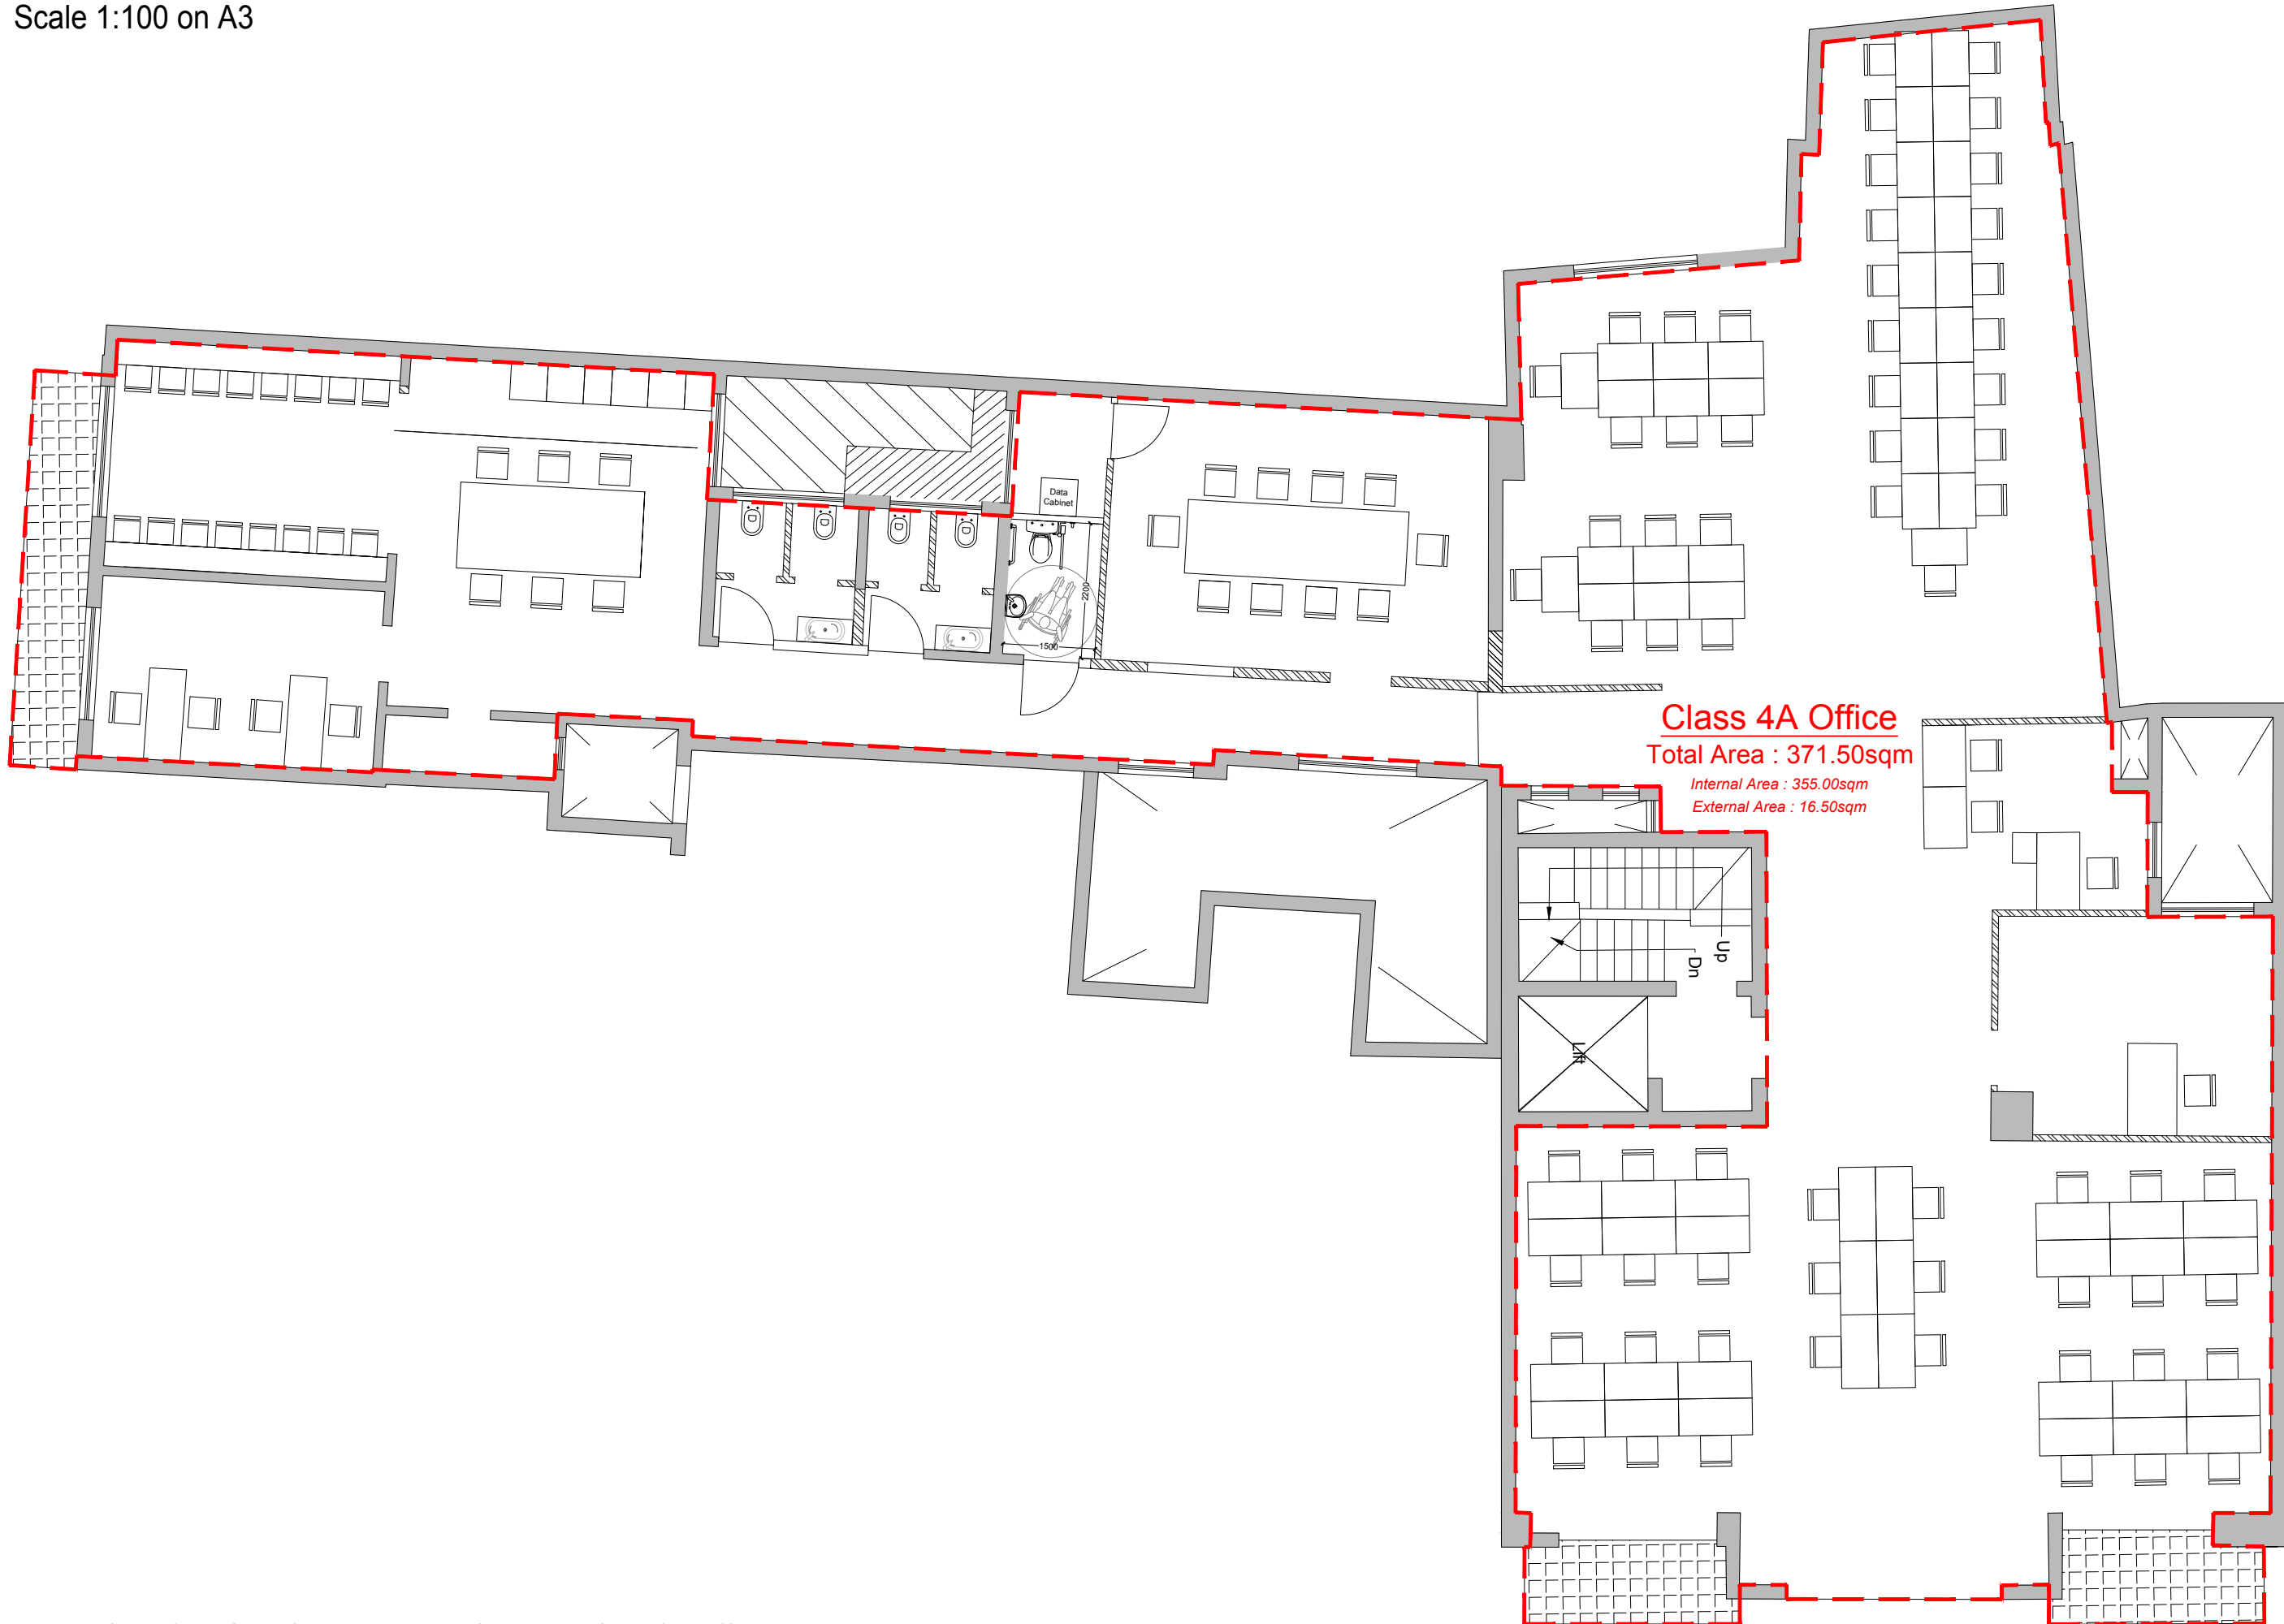 Scale 1:100 on A3
Data
Cabinet
2200
1500
Class 4A Office
Total Area : 371.50sqm
Internal Area : 355.00sqm
External Area : 16.50sqm
Up
Dn
Lift